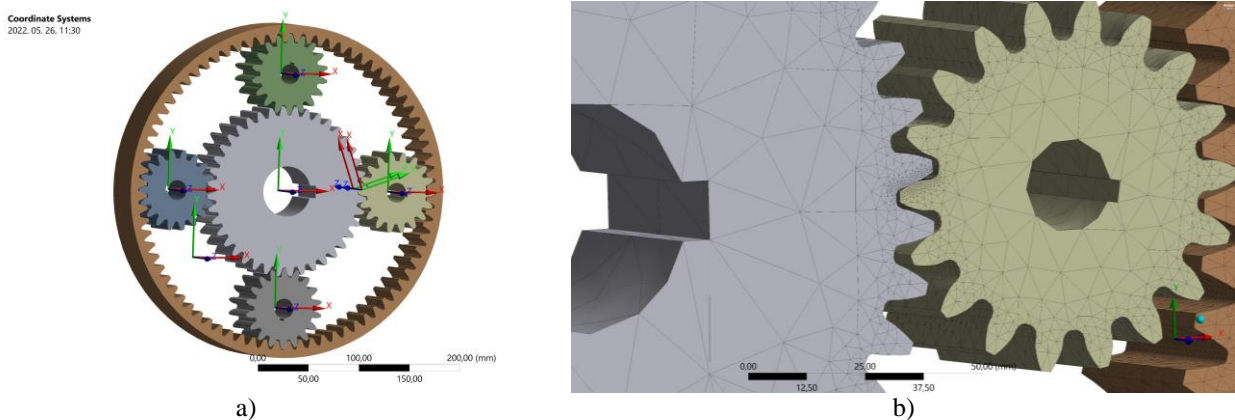 Coordinate Systems
2022. 05. 26. 11:30
Y
X
Z
Y
X
Z
Y
X
Z
X X
Z Z
Y
X
Z
Y
X
Z
Y
X
Z
0,00 100,00 200,00 (mm)
50,00 150,00
a)
Y
X
0,00 25,00 50,00 (mm)
12,50 37,50
b)